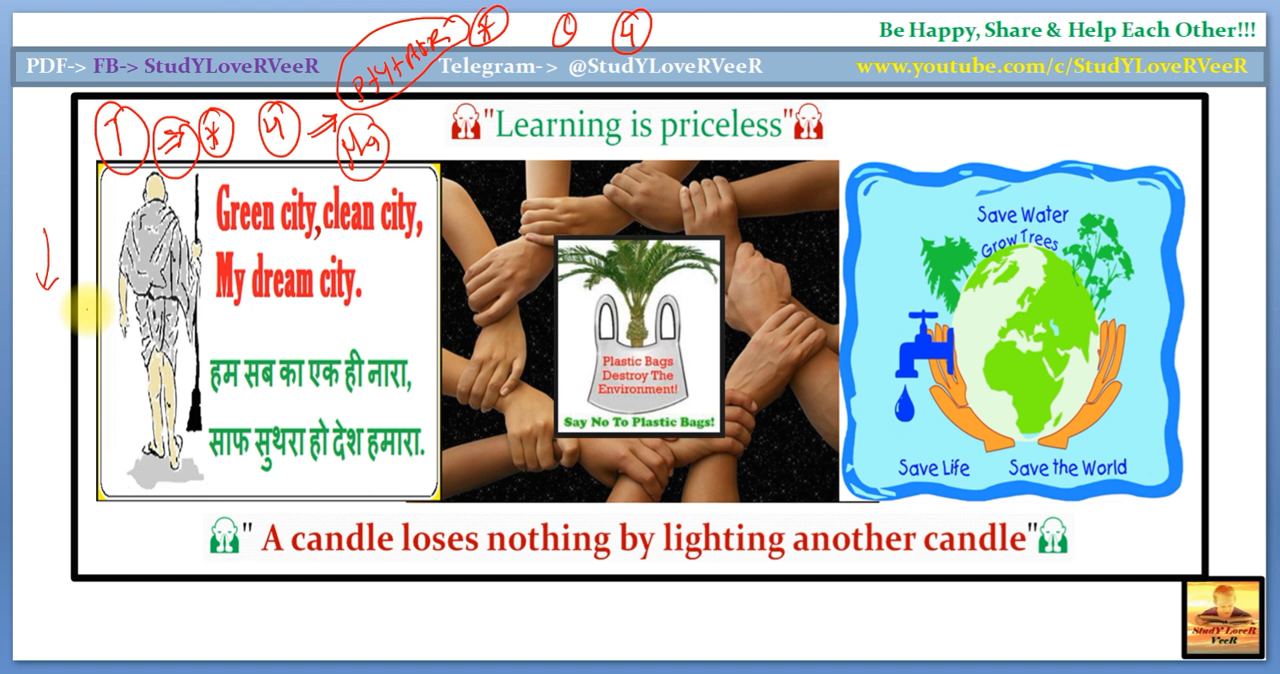 Be Happy, Share & Help Each Other!!!
PDF-> FB-> StudYLoveRVeeR
Telegram-> @StudYLoveRVeeR
www.youtube.com/c/StudYLoveRVeeR
"Learning is priceless"
Green city, clean city,
My dream city.
हम सब का एक ही नारा,
साफ सुथरा हो देश हमारा.
Plastic Bags
Destroy The
Environment!
Say No To Plastic Bags!
Save Water
Grow Trees
Save Life
Save the World
" A candle loses nothing by lighting another candle"
StudY LoveR
VeeR